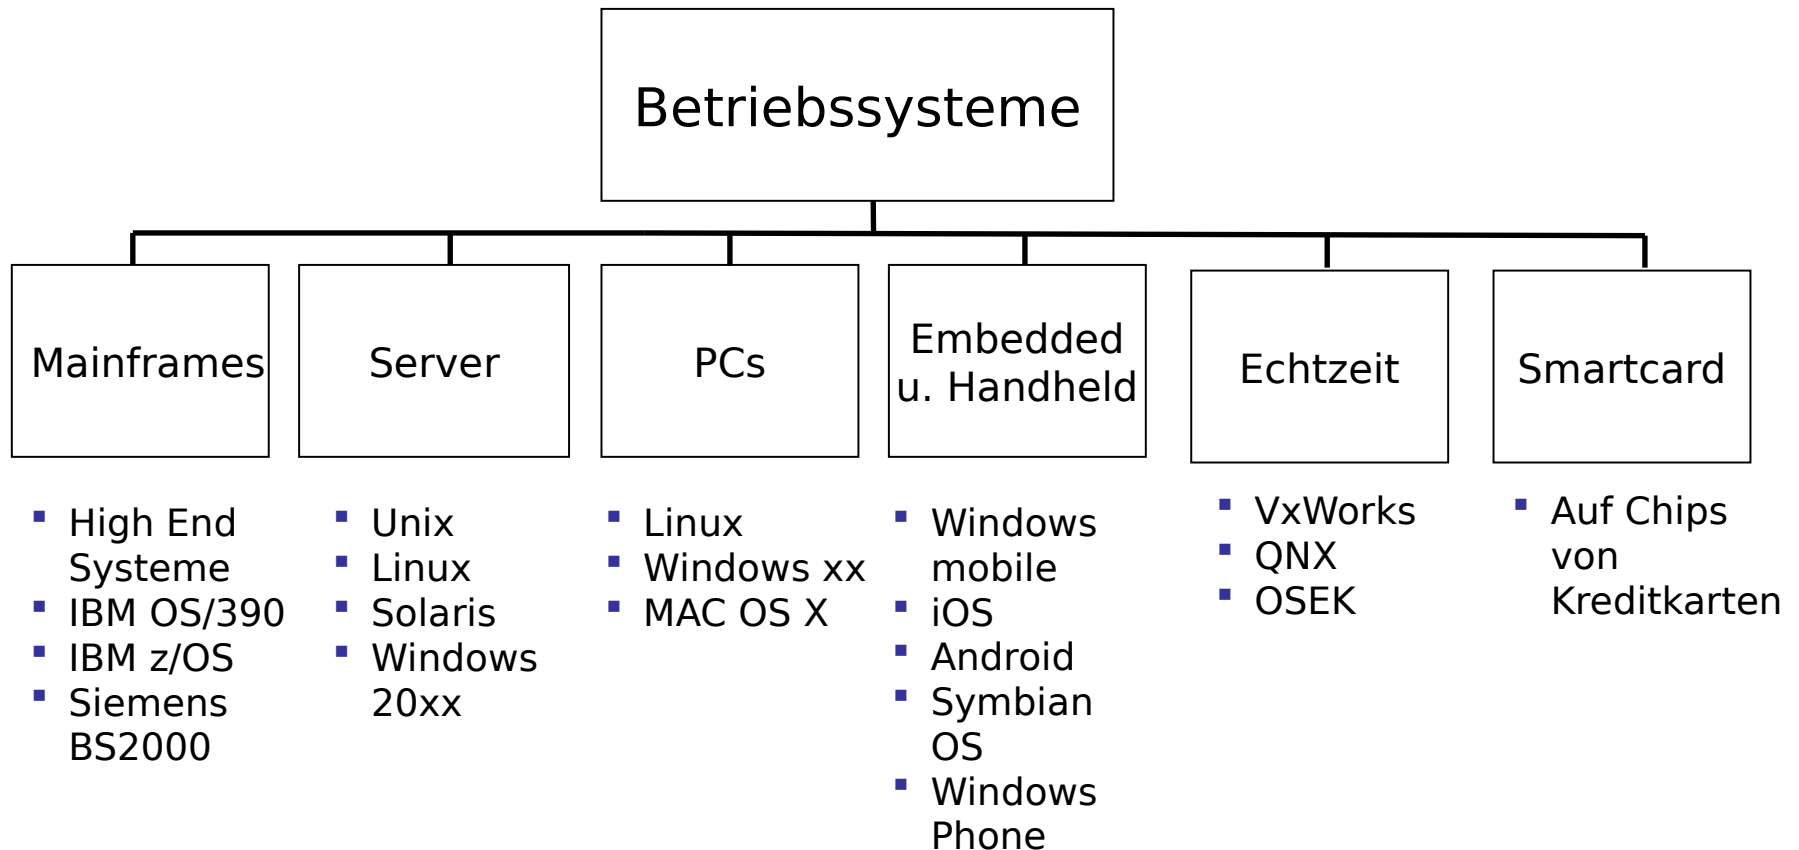 Betriebssysteme
Mainframes
Server
PCs
Embedded
u. Handheld
Echtzeit
Smartcard
High End
Systeme
IBM OS/390
IBM z/OS
Siemens
BS2000
Unix
Linux
Solaris
Windows
20xx
Linux
Windows xx
MAC OS X
Windows
mobile
iOS
Android
Symbian
OS
Windows
Phone
VxWorks
QNX
OSEK
Auf Chips
von
Kreditkarten